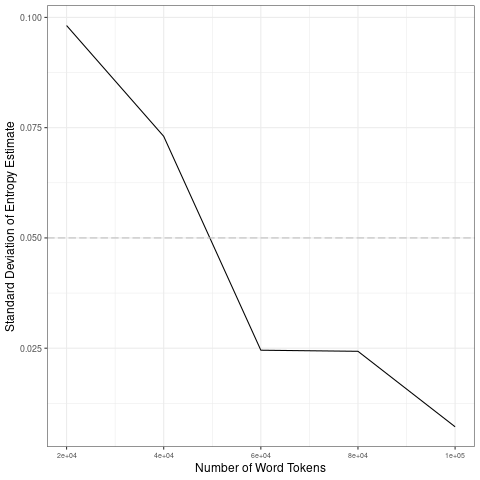 0.100
0.075
0.050
0.025
Standard Deviation of Entropy Estimate
2e+04 4e+04 6e+04 8e+04 1e+05
Number of Word Tokens